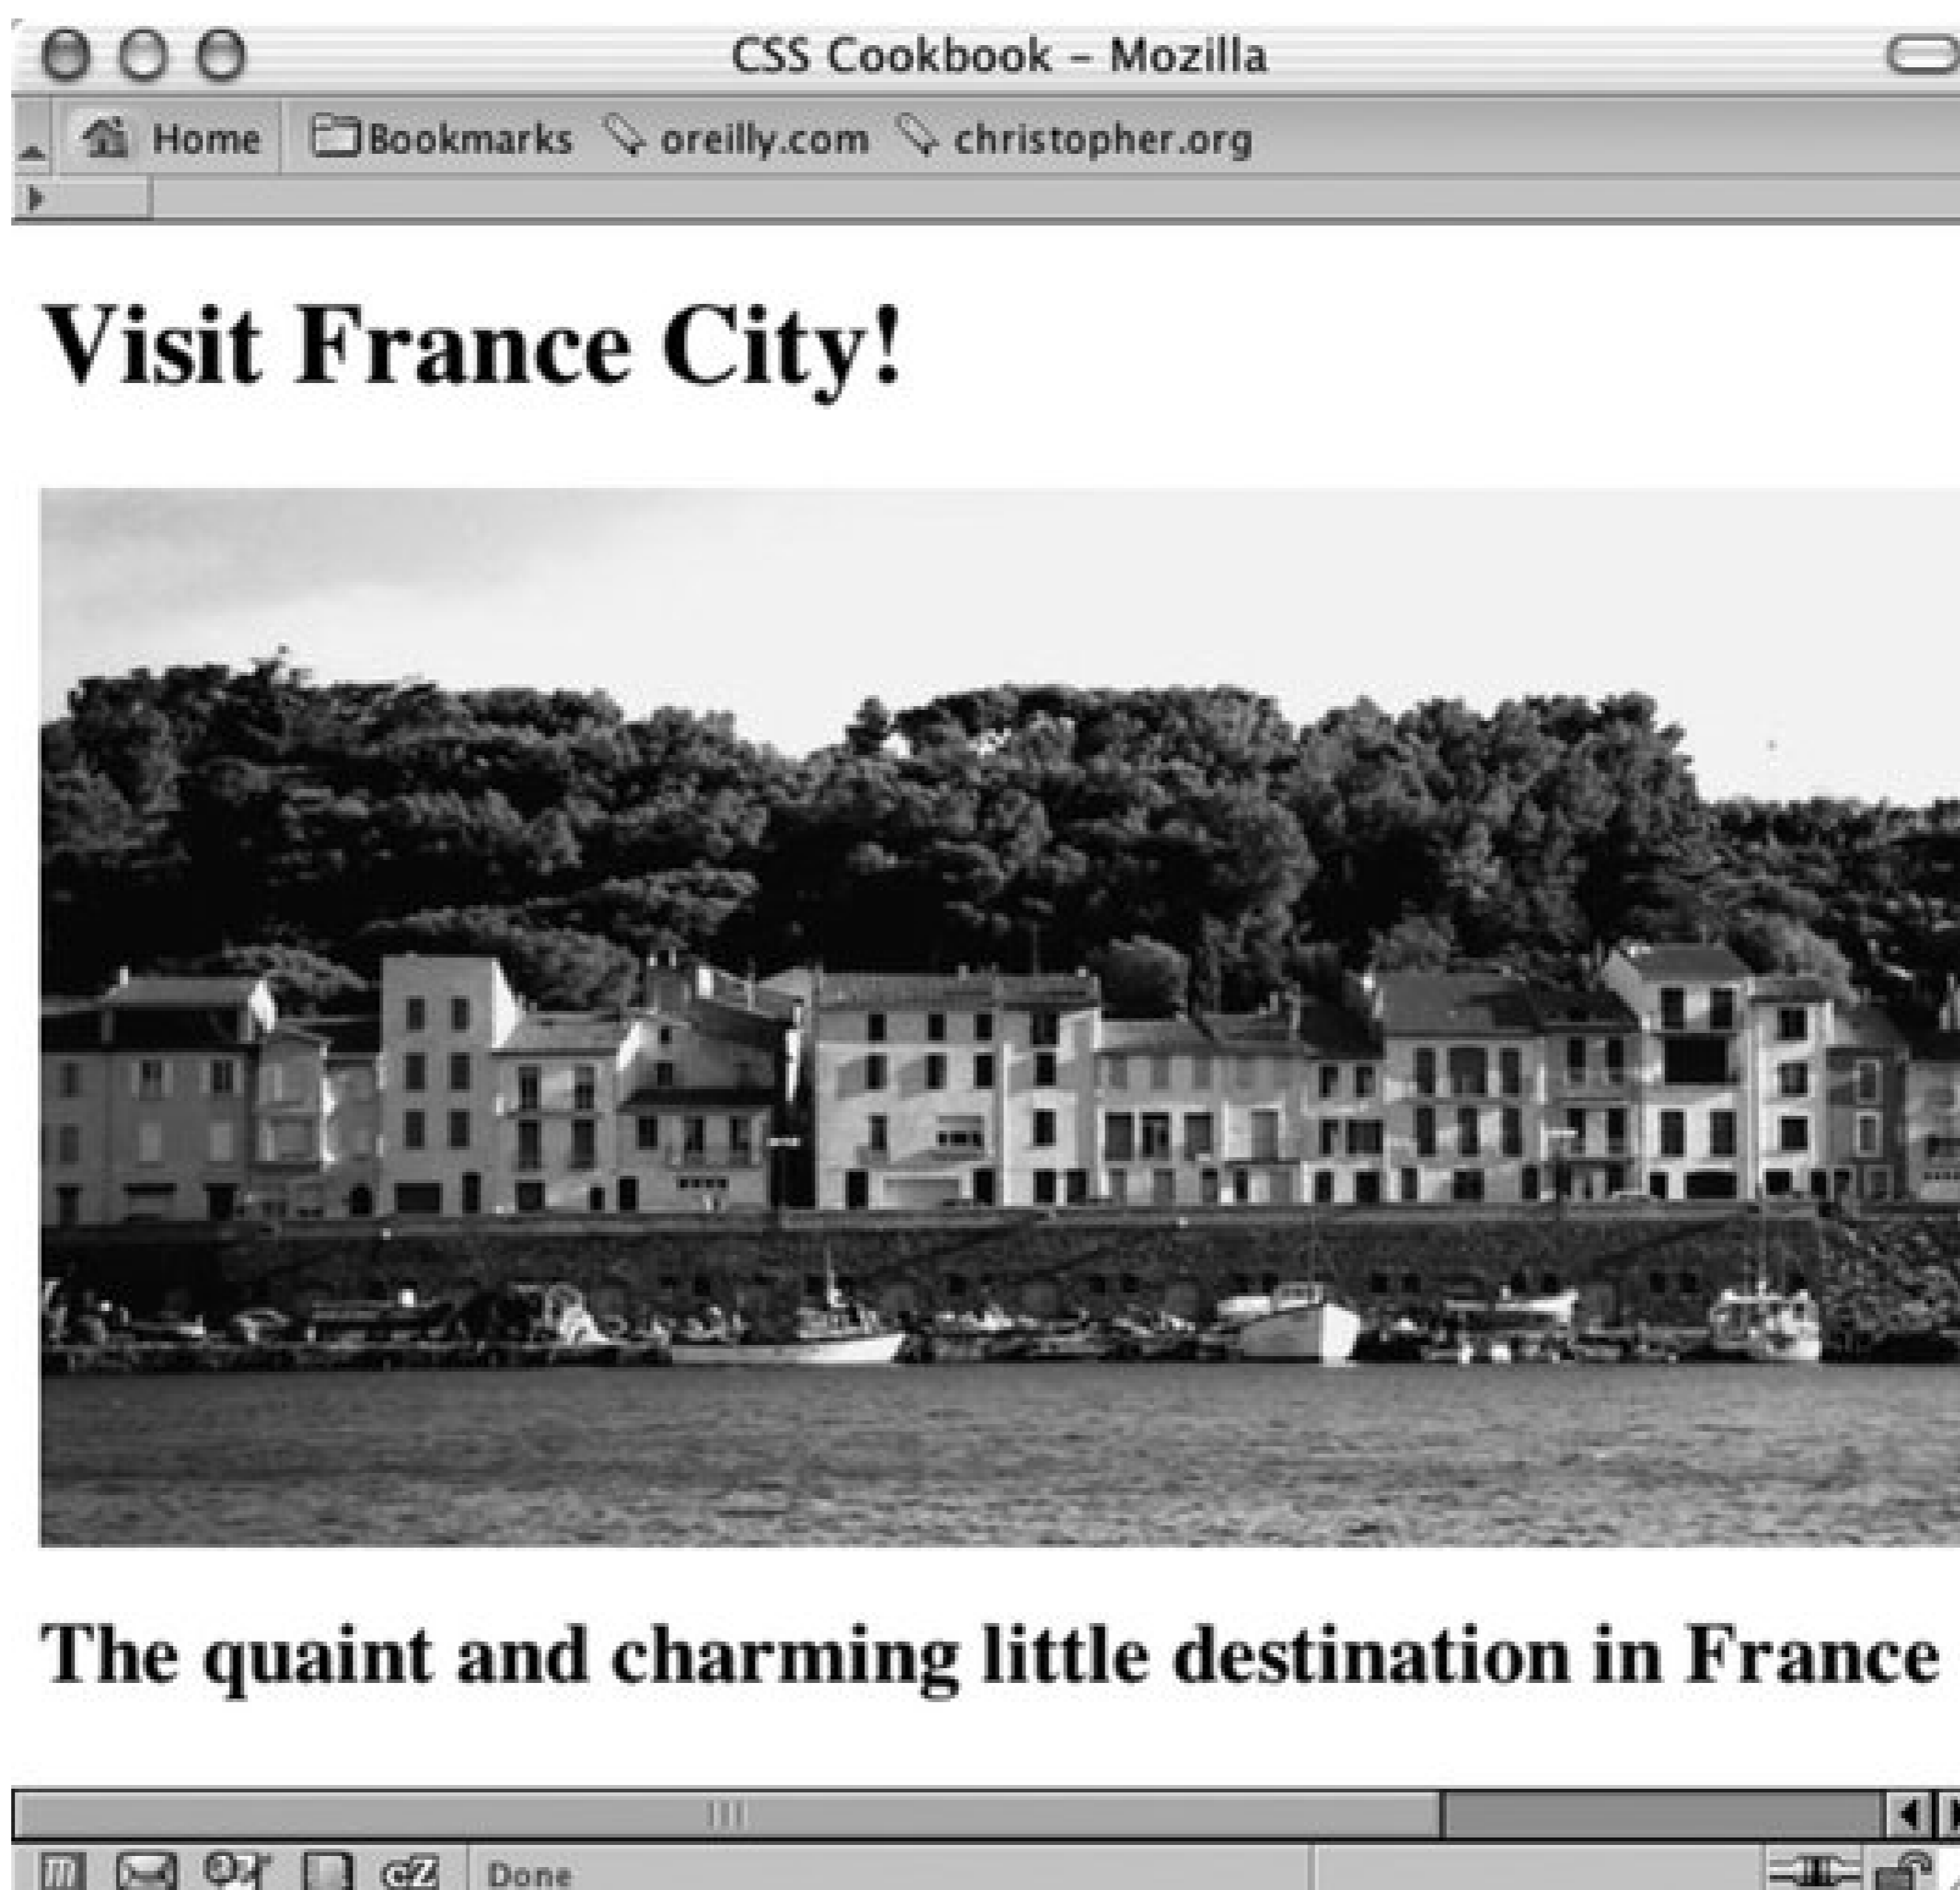 CSS Cookbook – Mozilla
Home Bookmarks oreilly.com christopher.org
Visit France City!
The quaint and charming little destination in France
Done